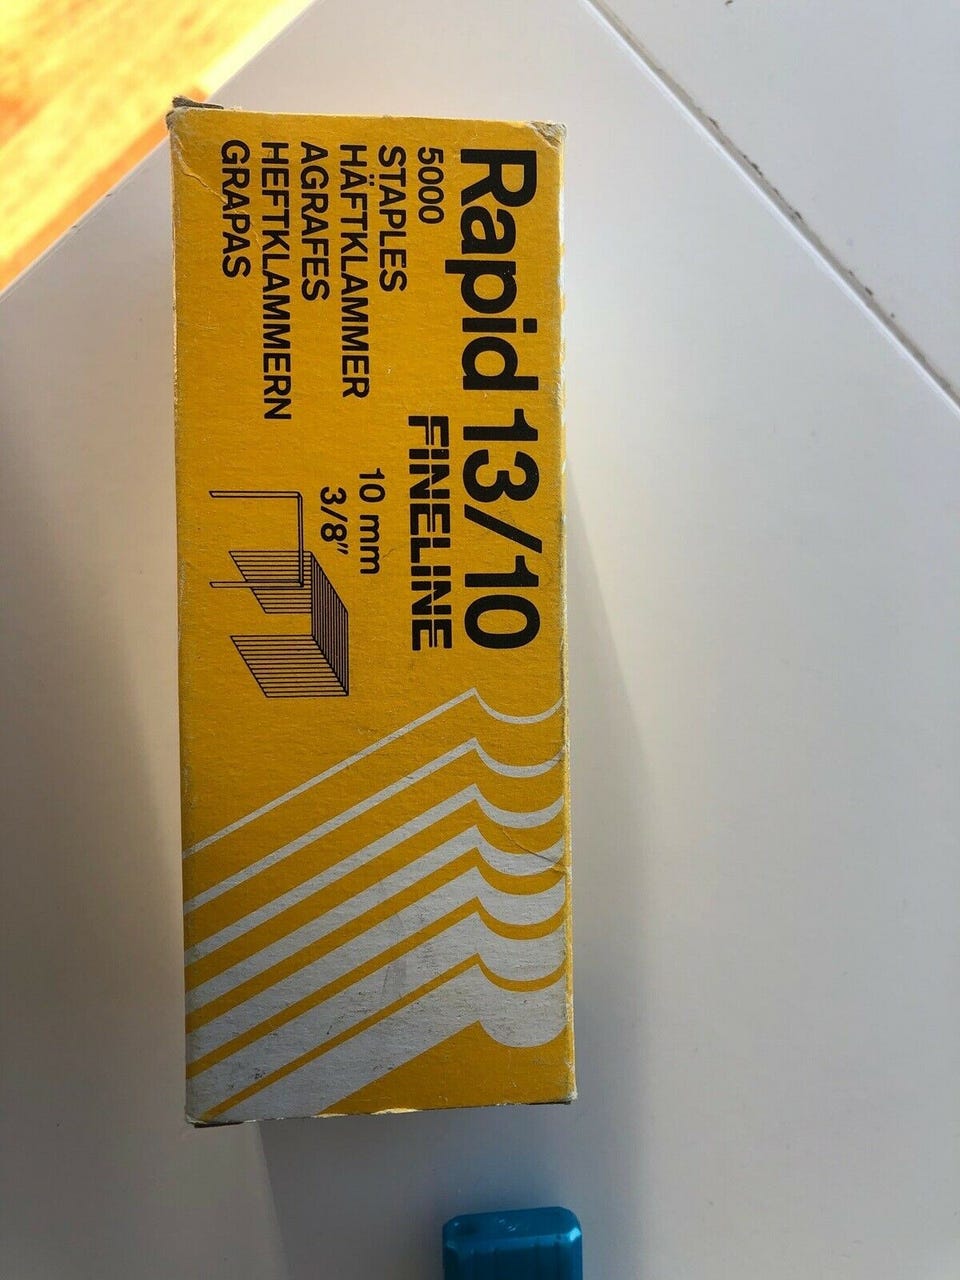 Rapid 13/10
FINELINE
5000
STAPLES
HÄFTKLAMMER
AGRAFES
HEFTKLAMMERN
GRAPAS
10 mm
3/8"